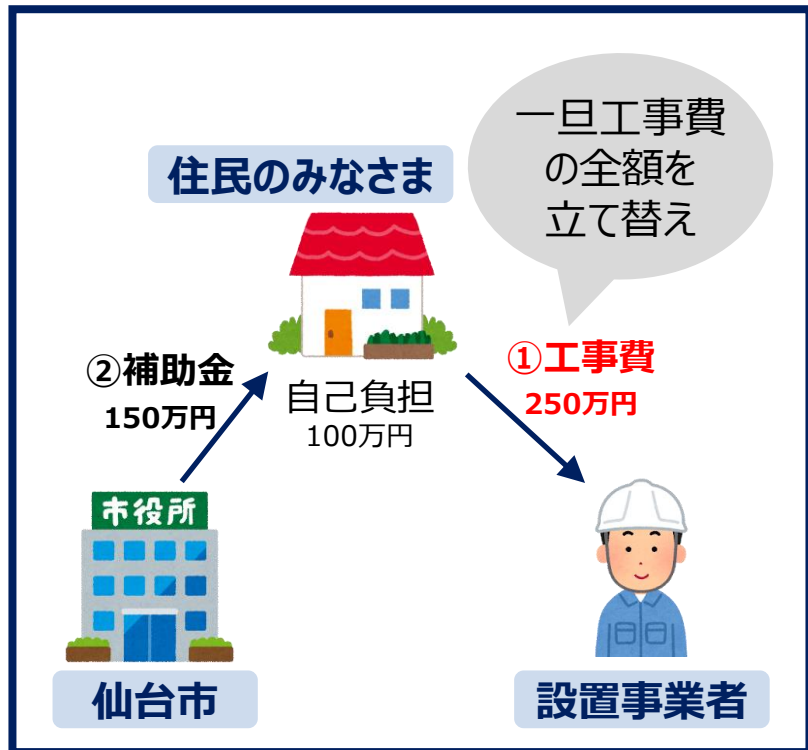 一旦工事費
の全額を
立て替え
住民のみなさま
②補助金
150万円
自己負担
100万円
①工事費
250万円
市役所
仙台市
設置事業者